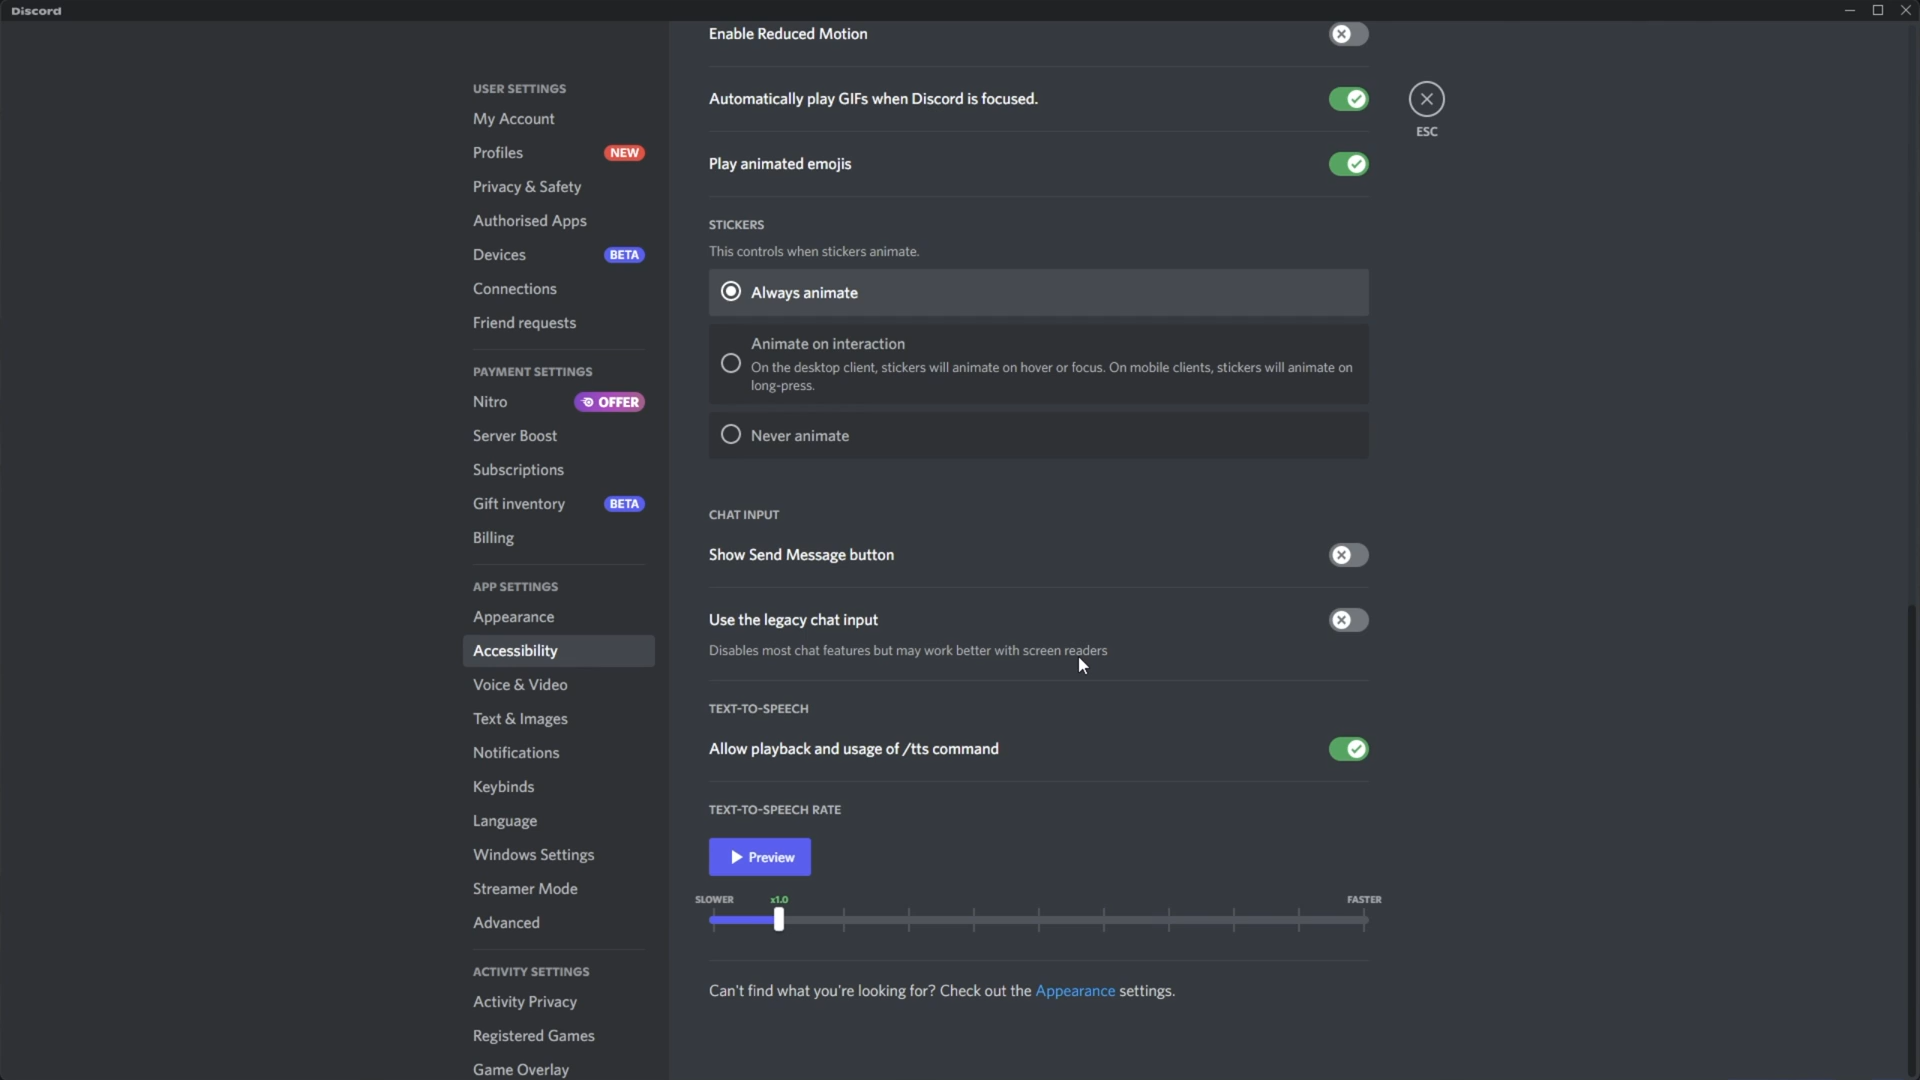 Discord
USER SETTINGS
My Account
Profiles NEW
Privacy & Safety
Authorised Apps
Devices BETA
Connections
Friend requests
PAYMENT SETTINGS
Nitro OFFER
Server Boost
Subscriptions
Gift inventory BETA
Billing
APP SETTINGS
Appearance
Accessibility
Voice & Video
Text & Images
Notifications
Keybinds
Language
Windows Settings
Streamer Mode
Advanced
ACTIVITY SETTINGS
Activity Privacy
Registered Games
Game Overlay
Enable Reduced Motion
Automatically play GIFs when Discord is focused.
Play animated emojis
STICKERS
This controls when stickers animate.
Always animate
Animate on interaction
On the desktop client, stickers will animate on hover or focus. On mobile clients, stickers will animate on
long-press.
Never animate
CHAT INPUT
Show Send Message button
Use the legacy chat input
Disables most chat features but may work better with screen readers
TEXT-TO-SPEECH
Allow playback and usage of /tts command
TEXT-TO-SPEECH RATE
Preview
SLOWER x1.0 FASTER
Can't find what you're looking for? Check out the Appearance settings.
ESC